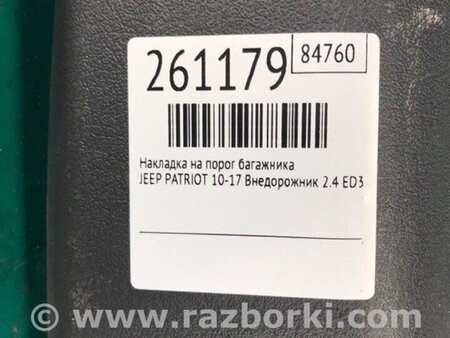 84760
261179
Накладка на порог багажника
JEEP PATRIOT 10-17 Внедорожник 2.4 ED3
www.razborki.com